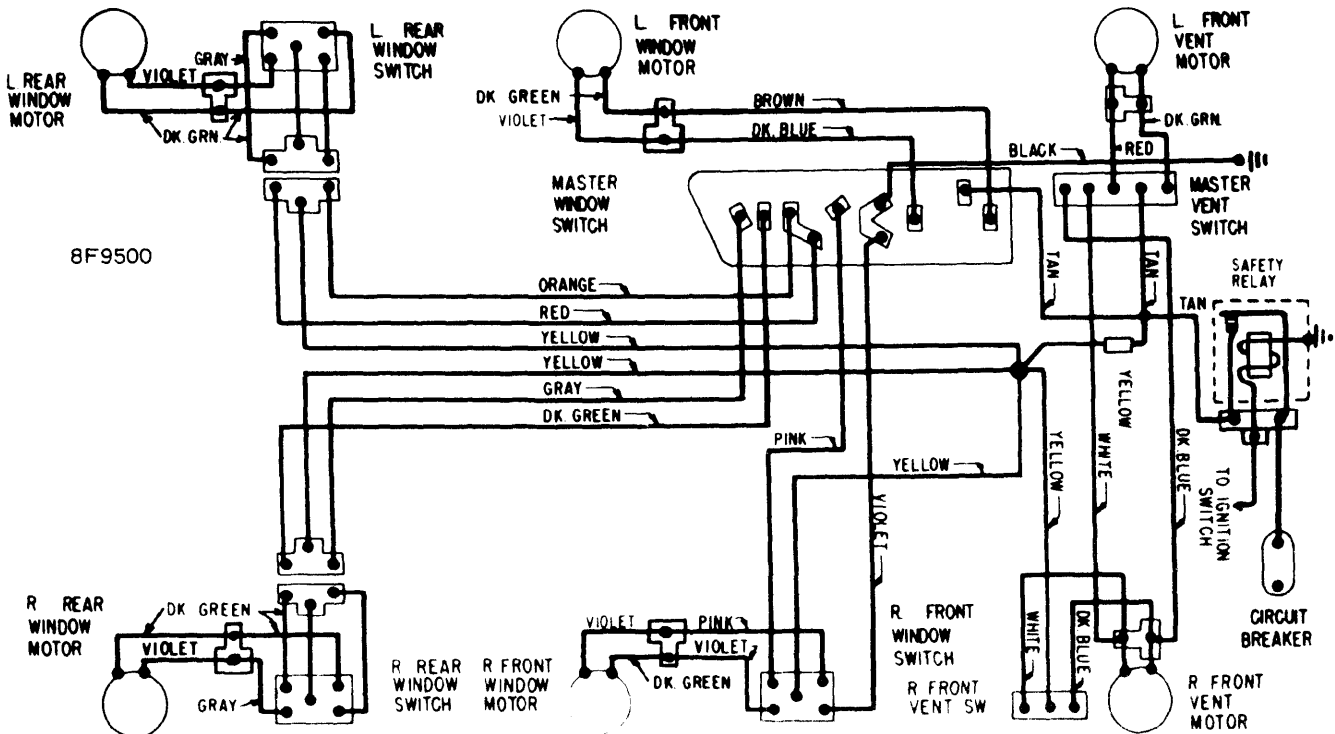 L REAR
WINDOW
MOTOR
VIOLET
GRAY
DK. GRN.
L REAR
WINDOW
SWITCH
L FRONT
WINDOW
MOTOR
DK GREEN
VIOLET
BROWN
DK. BLUE
L FRONT
VENT
MOTOR
DK. GRN.
RED
BLACK
MASTER
WINDOW
SWITCH
MASTER
VENT
SWITCH
8F9500
ORANGE
RED
YELLOW
YELLOW
GRAY
DK. GREEN
PINK
YELLOW
VIOLET
TAN
TAN
TAN
SAFETY
RELAY
YELLOW
YELLOW
WHITE
DK. BLUE
TO IGNITION
SWITCH
CIRCUIT
BREAKER
R REAR
WINDOW
MOTOR
DK GREEN
VIOLET
GRAY
R REAR
WINDOW
SWITCH
R FRONT
WINDOW
MOTOR
VIOLET
PINK
VIOLET
DK. GREEN
R FRONT
WINDOW
SWITCH
R FRONT
VENT SW
WHITE
DK BLUE
R FRONT
VENT
MOTOR